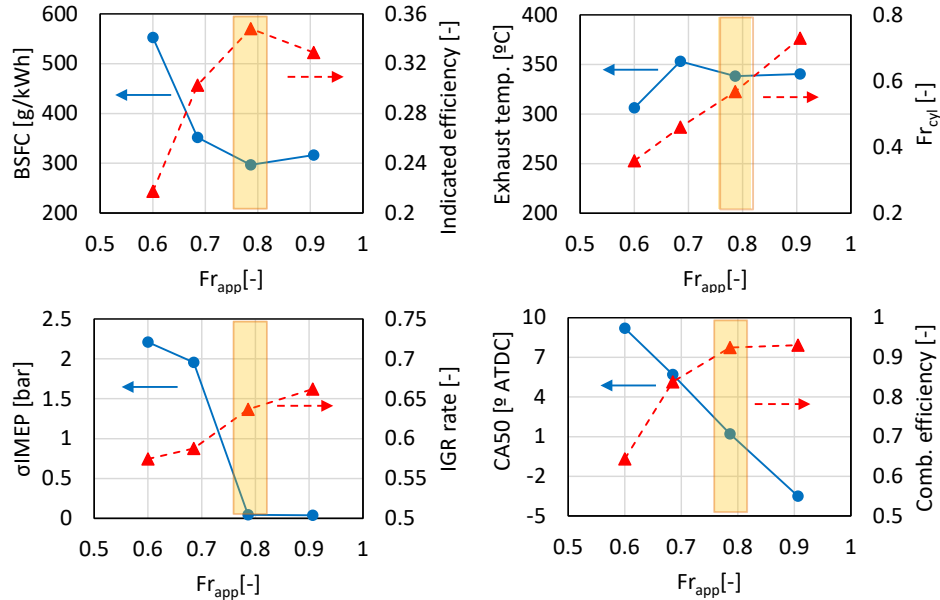 BSFC [g/kWh]
600
500
400
300
200
0.5 0.6 0.7 0.8 0.9 1
Fr_app[-]
0.36
0.32
0.28
0.24
0.2
Indicated efficiency [-]
Exhaust temp. [ºC]
400
350
300
250
200
0.5 0.6 0.7 0.8 0.9 1
Fr_app[-]
0.8
0.6
0.4
0.2
Fr_cyl [-]
σIMEP [bar]
2.5
2
1.5
1
0.5
0
0.5 0.6 0.7 0.8 0.9 1
Fr_app[-]
0.75
0.7
0.65
0.6
0.55
0.5
IGR rate [-]
CA50 [º ATDC]
10
7
4
1
-2
-5
0.5 0.6 0.7 0.8 0.9 1
Fr_app[-]
1
0.9
0.8
0.7
0.6
0.5
Comb. efficiency [-]